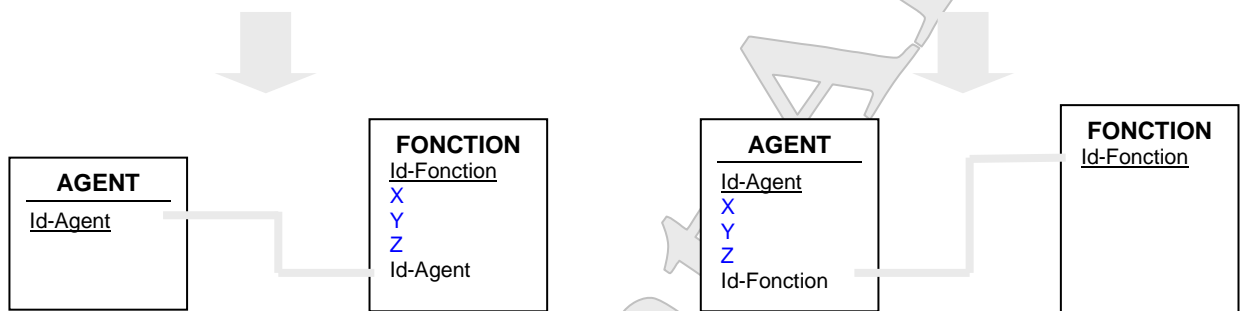 AGENT
Id-Agent
FONCTION
Id-Fonction
X
Y
Z
Id-Agent
AGENT
Id-Agent
X
Y
Z
Id-Fonction
FONCTION
Id-Fonction